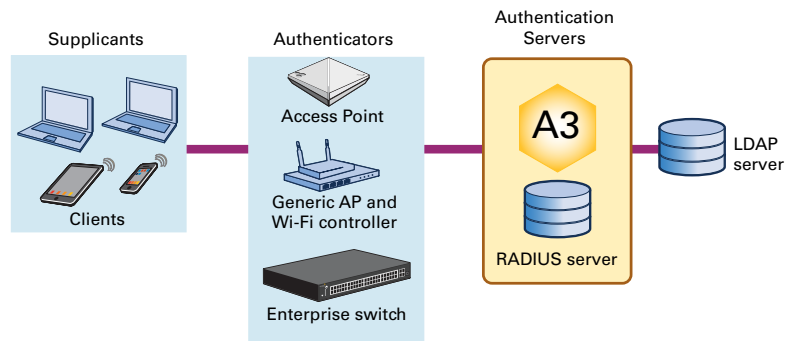 Supplicants
Clients
Authenticators
Access Point
Generic AP and
Wi-Fi controller
Enterprise switch
Authentication
Servers
A3
RADIUS server
LDAP
server